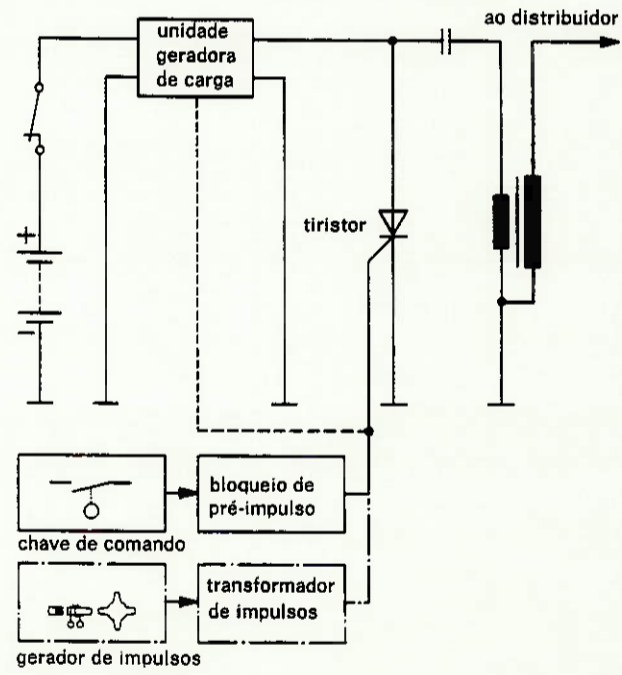 ao distribuidor
unidade
geradora
de carga
tiristor
+
−
bloqueio de
pré-impulso
chave de comando
transformador
de impulsos
gerador de impulsos